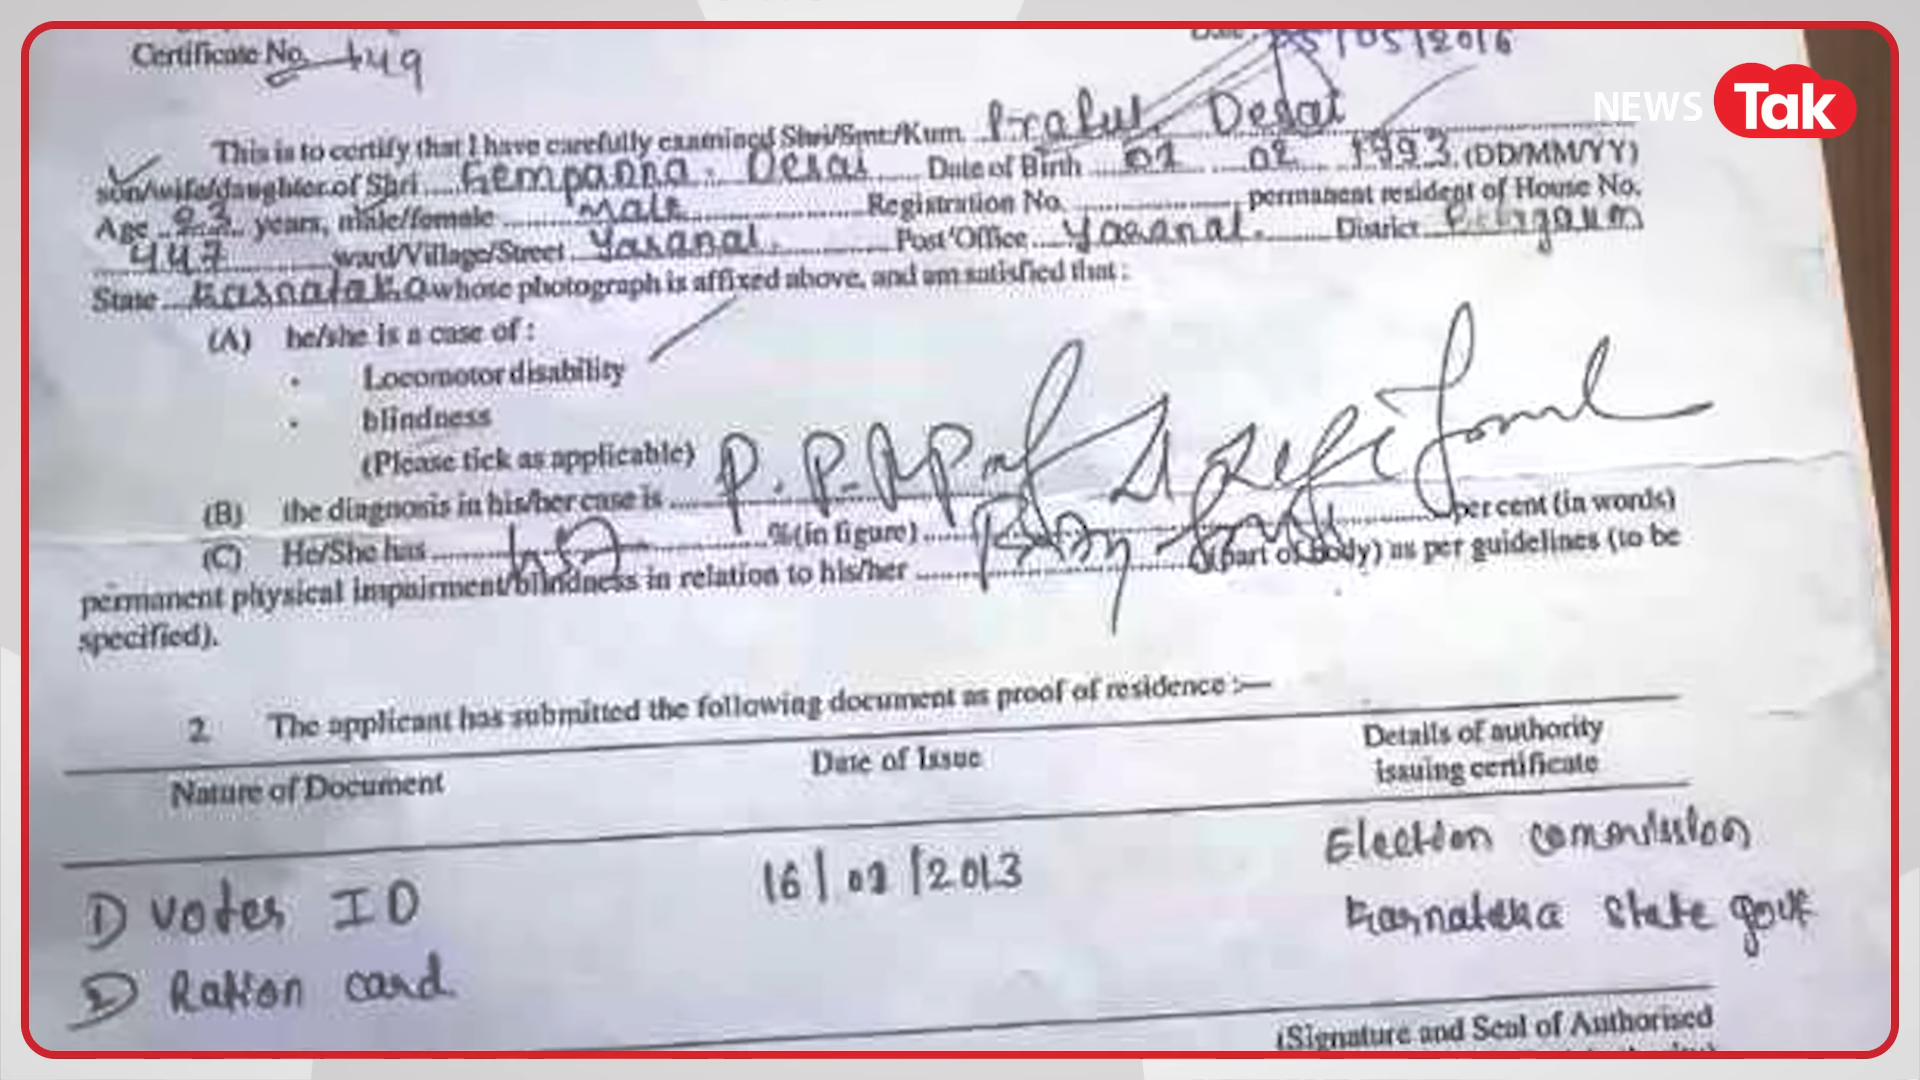 Certificate No. 449
05/05/2016
NEWS Tak
This is to certify that I have carefully examined Shri/Smt./Kum. Praful Desai
son/wife/daughter of Shri Gempanna. Desai Date of Birth 01 02 1993 (DD/MM/YY)
Age 23 years, male/female Male Registration No. permanent resident of House No.
447 ward/Village/Street Yasanal. Post Office Yasanal. District Belagaum
State Karnataka whose photograph is affixed above, and am satisfied that :
(A) he/she is a case of :
• Locomotor disability
• blindness
(Please tick as applicable)
(B) the diagnosis in his/her case is P.P.R.P of
(C) He/She has %(in figure) per cent (in words)
permanent physical impairment/blindness in relation to his/her (part of body) as per guidelines (to be
specified).
2. The applicant has submitted the following document as proof of residence :—
Nature of Document Date of Issue Details of authority
issuing certificate
1) Voter ID 16/01/2013 Election commission
2) Ration card Karnataka State govt
(Signature and Seal of Authorised